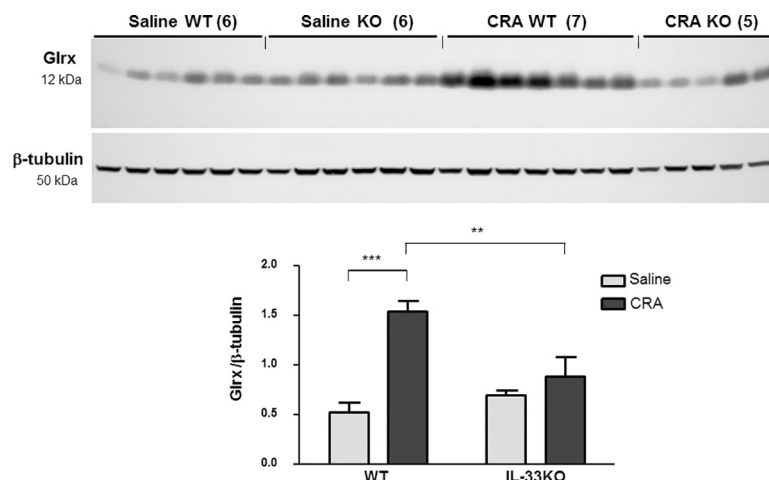 Saline WT (6) Saline KO (6) CRA WT (7) CRA KO (5)
Glrx
12 kDa
β-tubulin
50 kDa
**
***
2.0
1.5
1.0
0.5
0.0
Glrx/β-tubulin
Saline
CRA
WT IL-33KO